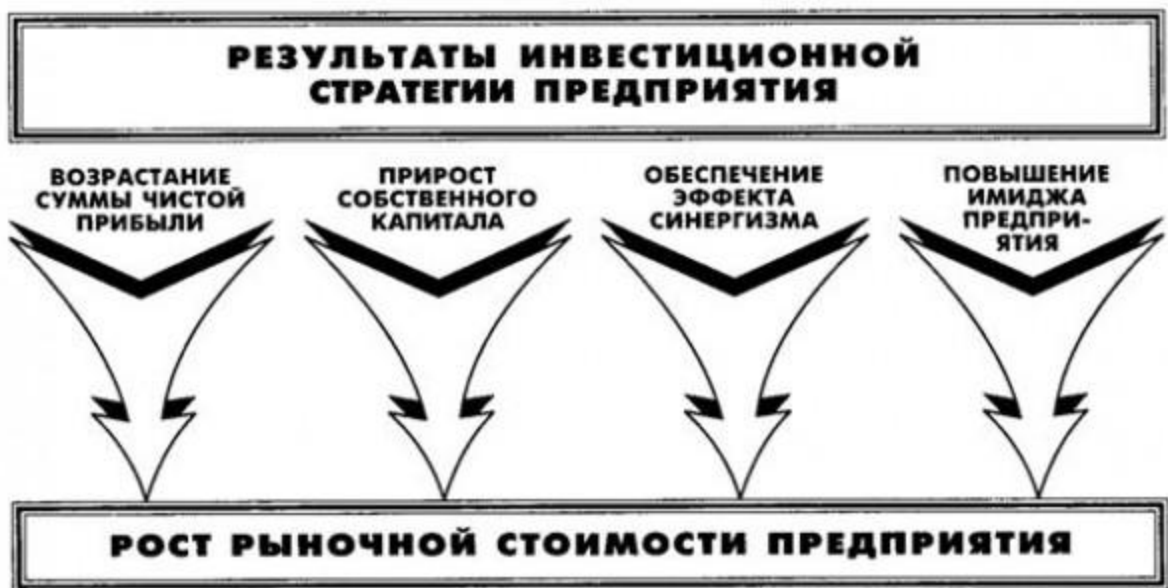 РЕЗУЛЬТАТЫ ИНВЕСТИЦИОННОЙ
СТРАТЕГИИ ПРЕДПРИЯТИЯ
ВОЗРАСТАНИЕ
СУММЫ ЧИСТОЙ
ПРИБЫЛИ
ПРИРОСТ
СОБСТВЕННОГО
КАПИТАЛА
ОБЕСПЕЧЕНИЕ
ЭФФЕКТА
СИНЕРГИЗМА
ПОВЫШЕНИЕ
ИМИДЖА
ПРЕДПРИ-
ЯТИЯ
РОСТ РЫНОЧНОЙ СТОИМОСТИ ПРЕДПРИЯТИЯ